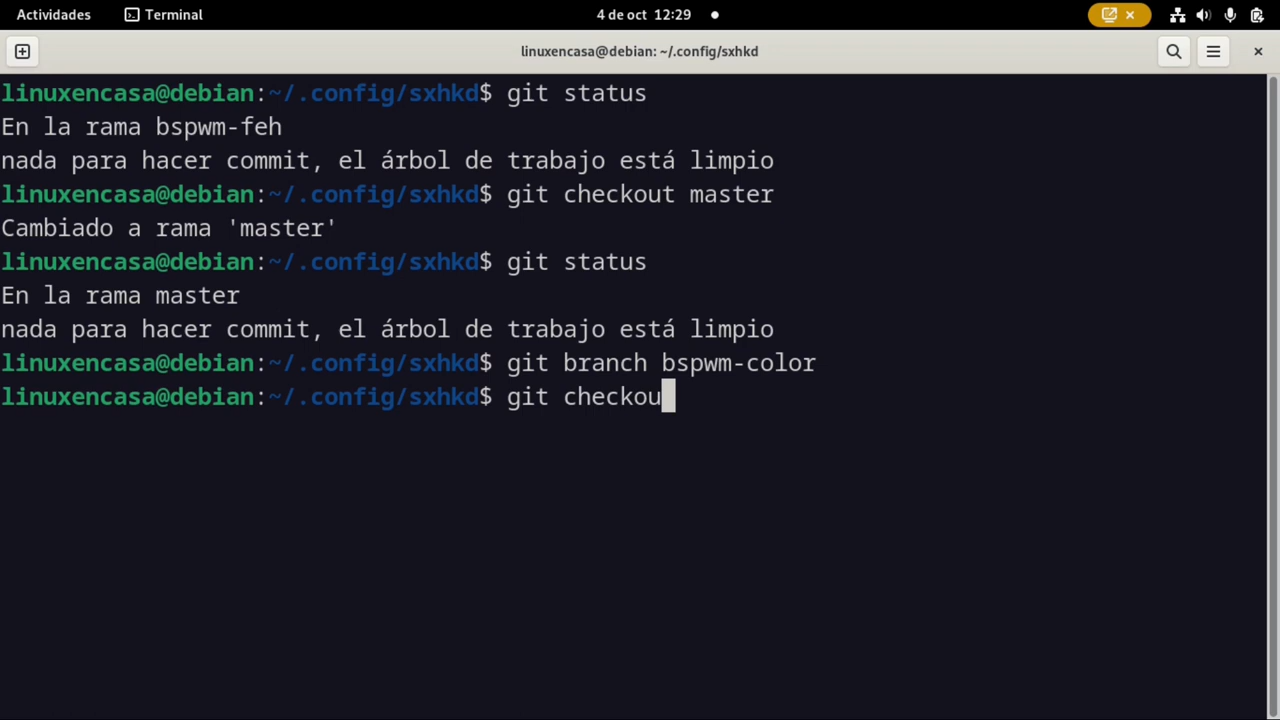 Actividades Terminal 4 de oct 12:29
linuxencasa@debian: ~/.config/sxhkd
linuxencasa@debian:~/.config/sxhkd$ git status
En la rama bspwm-feh
nada para hacer commit, el árbol de trabajo está limpio
linuxencasa@debian:~/.config/sxhkd$ git checkout master
Cambiado a rama 'master'
linuxencasa@debian:~/.config/sxhkd$ git status
En la rama master
nada para hacer commit, el árbol de trabajo está limpio
linuxencasa@debian:~/.config/sxhkd$ git branch bspwm-color
linuxencasa@debian:~/.config/sxhkd$ git checkou